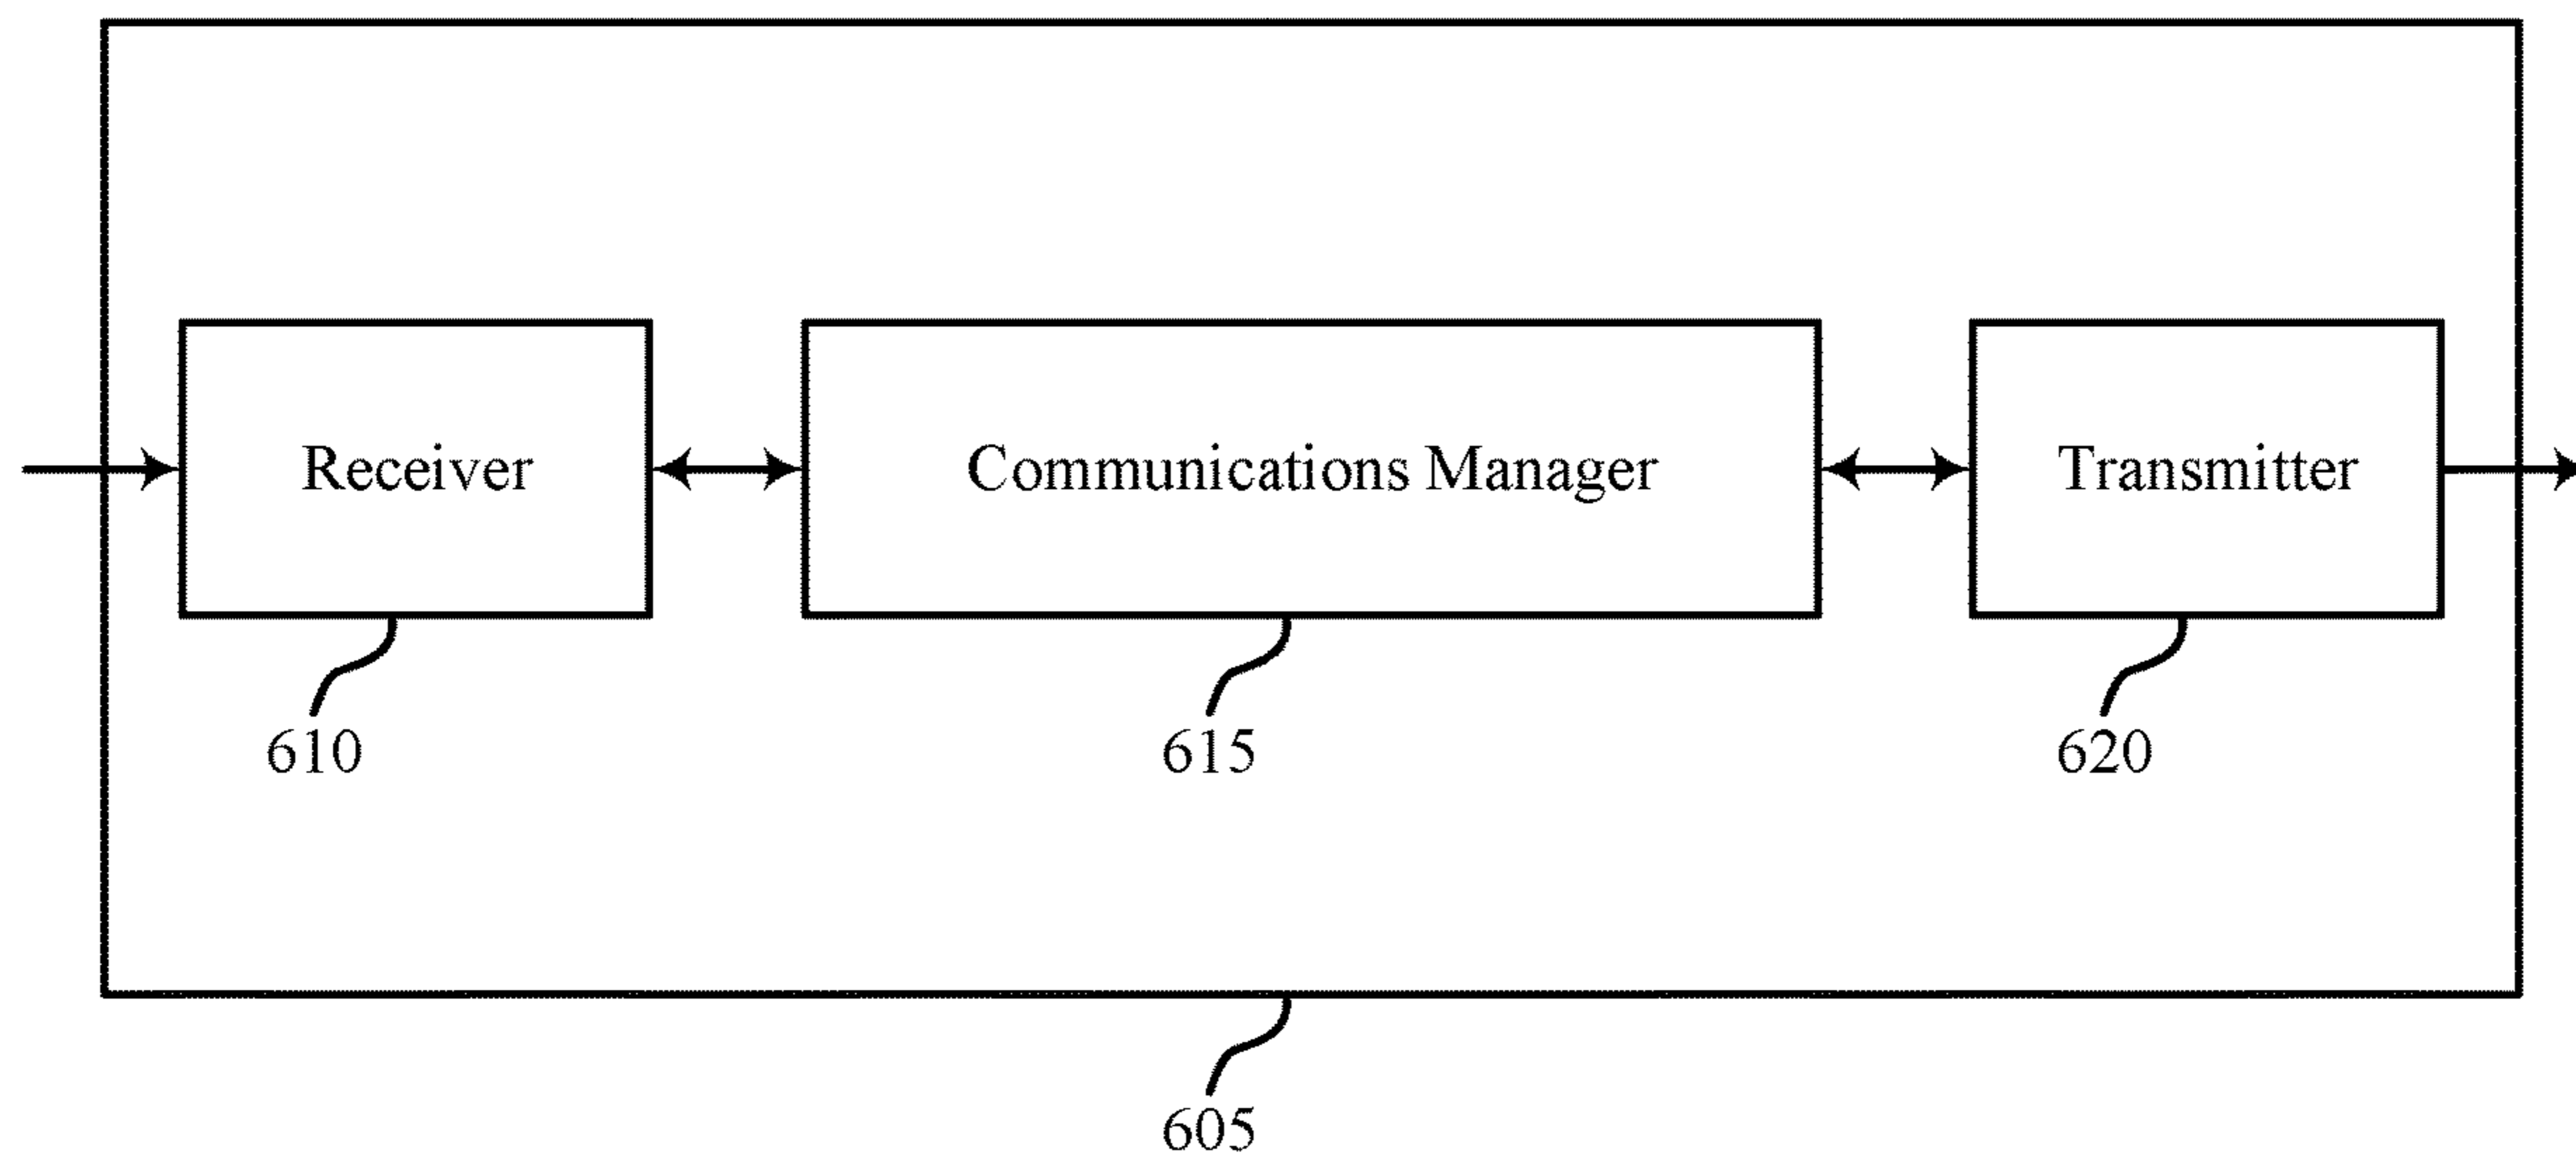 Receiver
Communications Manager
Transmitter
610
615
620
605